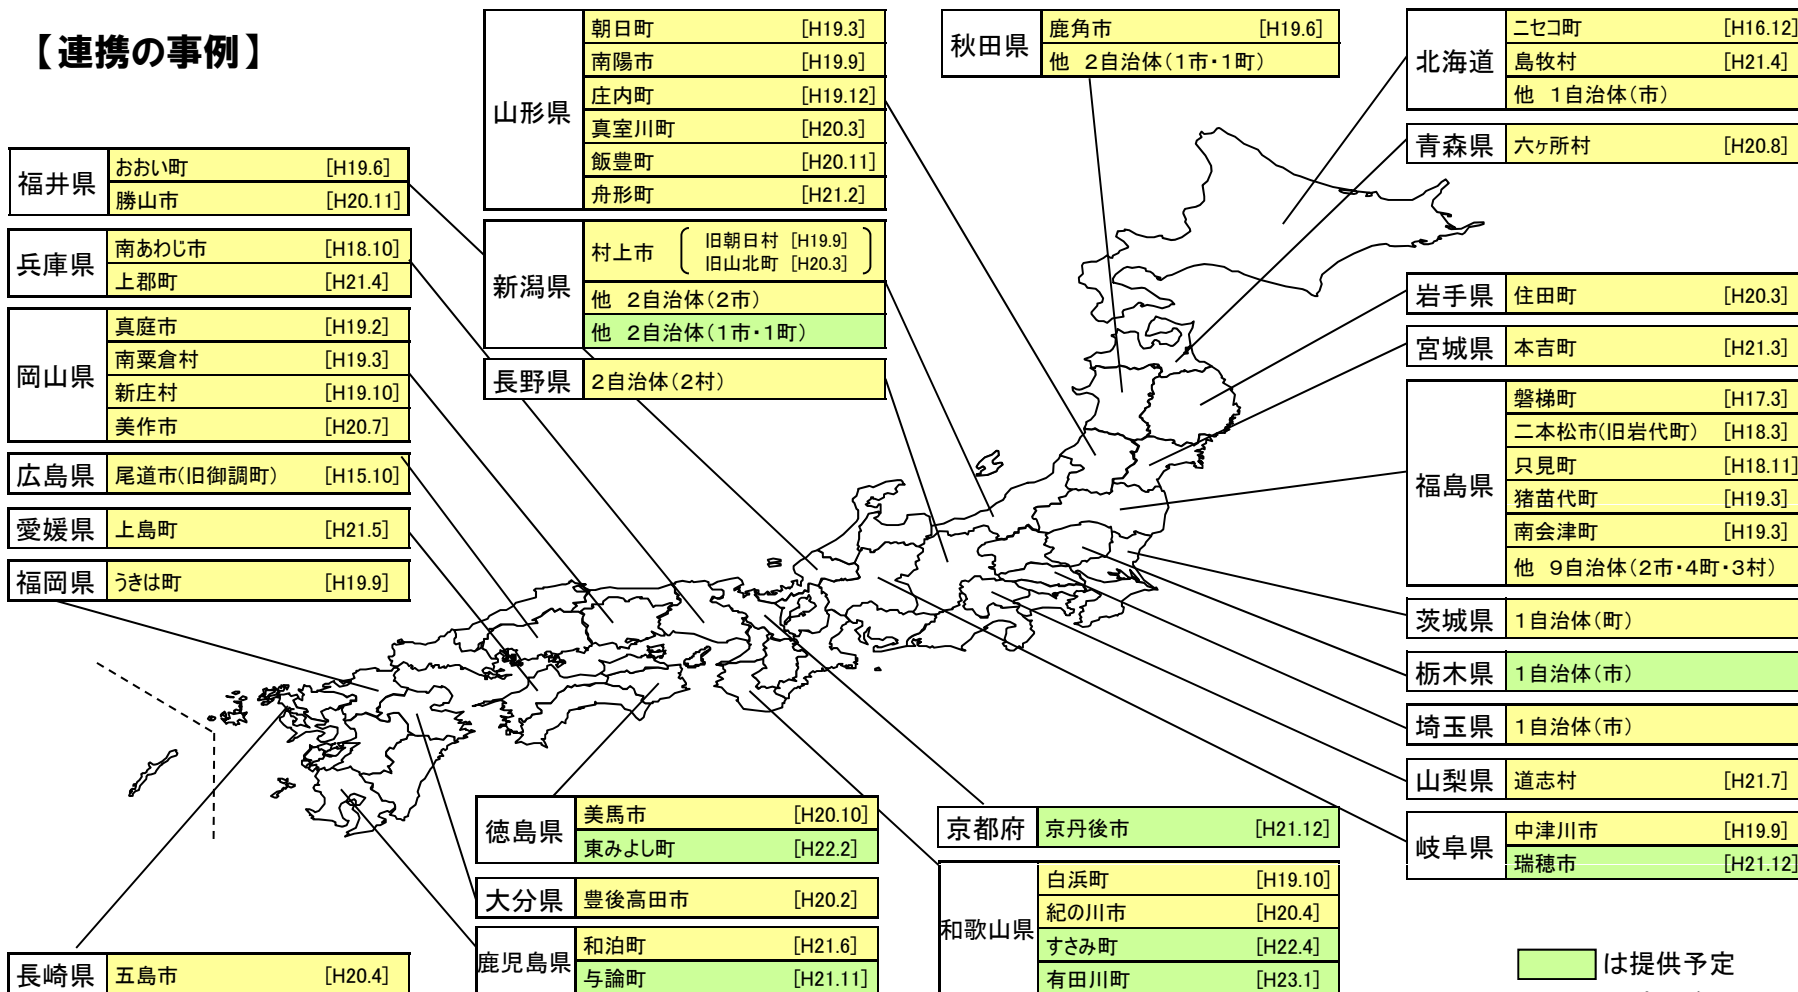 【連携の事例】
福井県
おおい町 [H19.6]
勝山市 [H20.11]
兵庫県
南あわじ市 [H18.10]
上郡町 [H21.4]
岡山県
真庭市 [H19.2]
南粟倉村 [H19.3]
新庄村 [H19.10]
美作市 [H20.7]
広島県
尾道市(旧御調町) [H15.10]
愛媛県
上島町 [H21.5]
福岡県
うきは町 [H19.9]
山形県
朝日町 [H19.3]
南陽市 [H19.9]
庄内町 [H19.12]
真室川町 [H20.3]
飯豊町 [H20.11]
舟形町 [H21.2]
新潟県
村上市
旧朝日村 [H19.9]
旧山北町 [H20.3]
他 2自治体(2市)
他 2自治体(1市・1町)
長野県
2自治体(2村)
秋田県
鹿角市 [H19.6]
他 2自治体(1市・1町)
北海道
ニセコ町 [H16.12]
島牧村 [H21.4]
他 1自治体(市)
青森県
六ヶ所村 [H20.8]
岩手県
住田町 [H20.3]
宮城県
本吉町 [H21.3]
福島県
磐梯町 [H17.3]
二本松市(旧岩代町) [H18.3]
只見町 [H18.11]
猪苗代町 [H19.3]
南会津町 [H19.3]
他 9自治体(2市・4町・3村)
茨城県
1自治体(町)
栃木県
1自治体(市)
埼玉県
1自治体(市)
山梨県
道志村 [H21.7]
岐阜県
中津川市 [H19.9]
瑞穂市 [H21.12]
徳島県
美馬市 [H20.10]
東みよし町 [H22.2]
大分県
豊後高田市 [H20.2]
鹿児島県
和泊町 [H21.6]
与論町 [H21.11]
長崎県
五島市 [H20.4]
京都府
京丹後市 [H21.12]
和歌山県
白浜町 [H19.10]
紀の川市 [H20.4]
すさみ町 [H22.4]
有田川町 [H23.1]
は提供予定